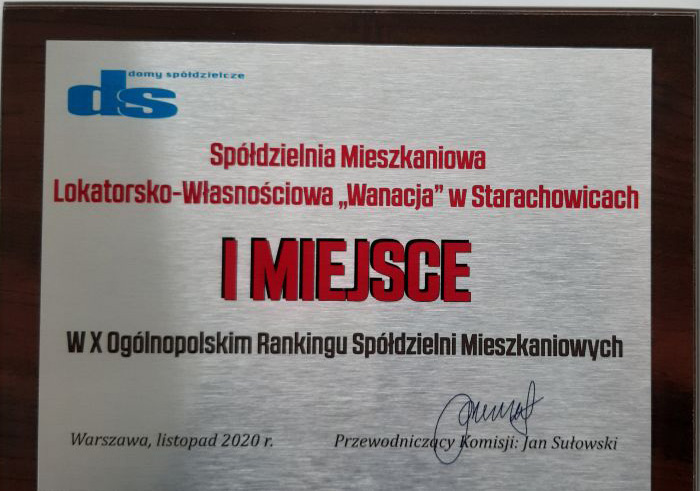 domy spółdzielcze
ds
Spółdzielnia Mieszkaniowa
Lokatorsko-Własnościowa „Wanacja” w Starachowicach
I MIEJSCE
W X Ogólnopolskim Rankingu Spółdzielni Mieszkaniowych
Warszawa, listopad 2020 r. Przewodniczący Komisji: Jan Sułowski